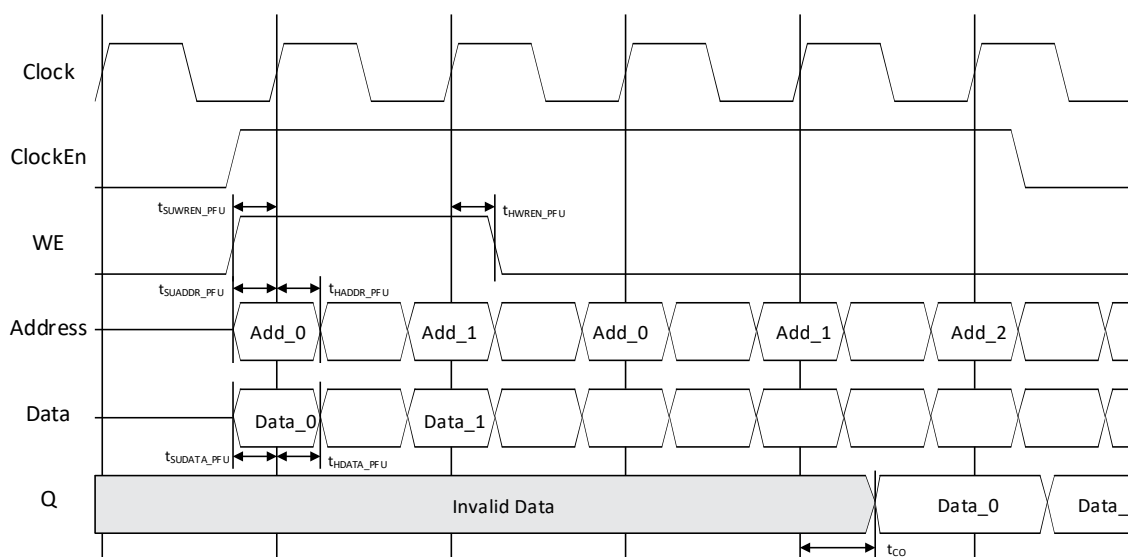 Clock
ClockEn
tSUWREN_PFU
tHWREN_PFU
WE
tSUADDR_PFU
tHADDR_PFU
Address
Add_0
Add_1
Add_0
Add_1
Add_2
Data
Data_0
Data_1
tSUDATA_PFU
tHDATA_PFU
Q
Invalid Data
Data_0
Data_
tCO